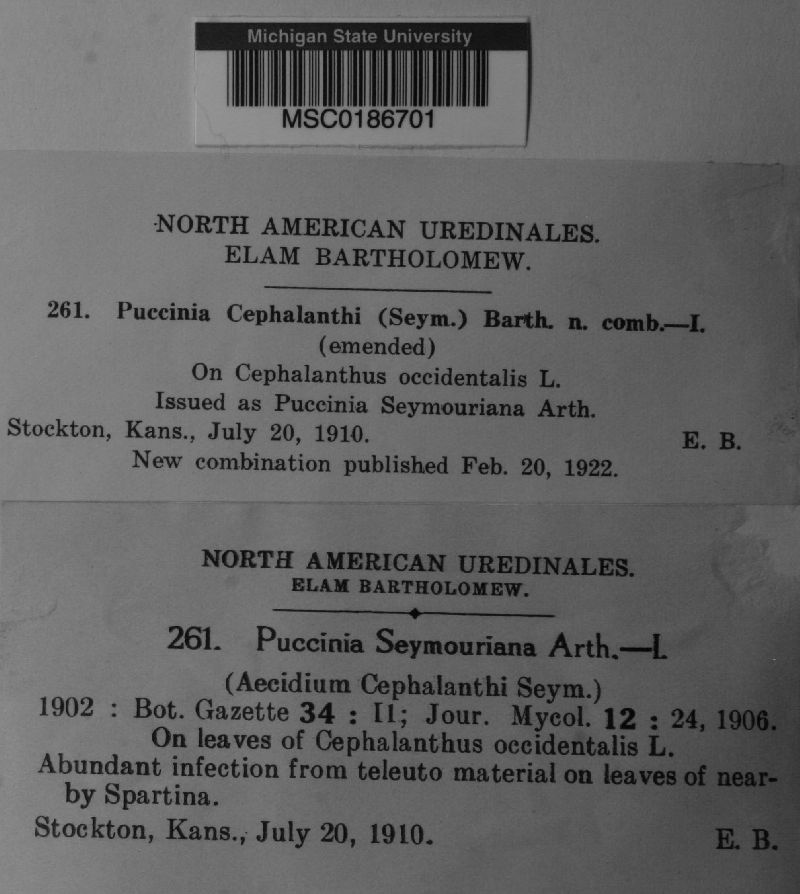 Michigan State University
MSC0186701
NORTH AMERICAN UREDINALES.
ELAM BARTHOLOMEW.
261. Puccinia Cephalanthi (Seym.) Barth. n. comb.—I.
(emended)
On Cephalanthus occidentalis L.
Issued as Puccinia Seymouriana Arth.
Stockton, Kans., July 20, 1910. E. B.
New combination published Feb. 20, 1922.
NORTH AMERICAN UREDINALES.
ELAM BARTHOLOMEW.
261. Puccinia Seymouriana Arth.—I.
(Aecidium Cephalanthi Seym.)
1902 : Bot. Gazette 34 : 11; Jour. Mycol. 12 : 24, 1906.
On leaves of Cephalanthus occidentalis L.
Abundant infection from teleuto material on leaves of near-
by Spartina.
Stockton, Kans., July 20, 1910. E. B.